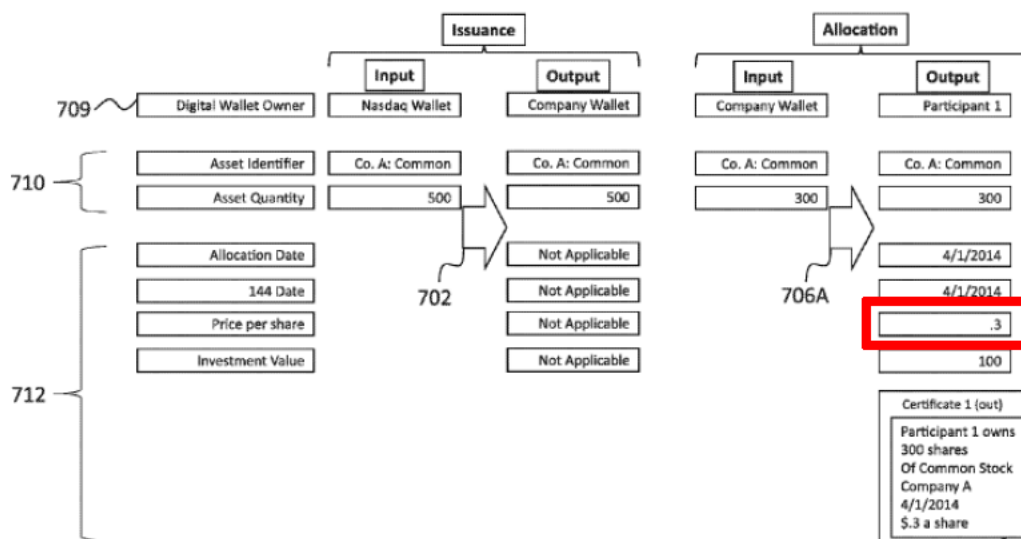 Issuance
Allocation
Input
Output
Input
Output
709
Digital Wallet Owner
Nasdaq Wallet
Company Wallet
Company Wallet
Participant 1
710
Asset Identifier
Co. A: Common
Co. A: Common
Co. A: Common
Co. A: Common
Asset Quantity
500
500
300
300
702
706A
712
Allocation Date
Not Applicable
4/1/2014
144 Date
Not Applicable
4/1/2014
Price per share
Not Applicable
.3
Investment Value
Not Applicable
100
Certificate 1 (out)
Participant 1 owns
300 shares
Of Common Stock
Company A
4/1/2014
$.3 a share